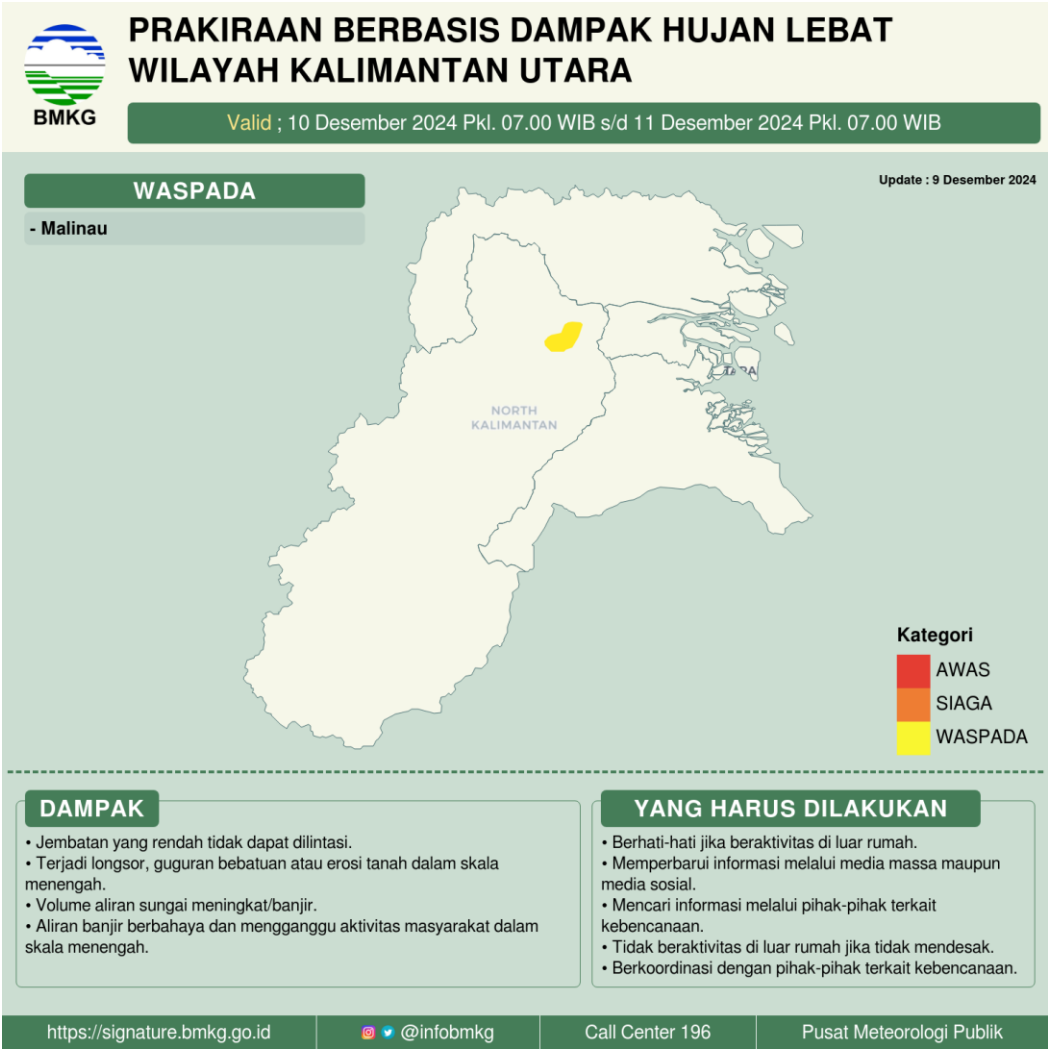 PRAKIRAAN BERBASIS DAMPAK HUJAN LEBAT
WILAYAH KALIMANTAN UTARA
BMKG
Valid ; 10 Desember 2024 Pkl. 07.00 WIB s/d 11 Desember 2024 Pkl. 07.00 WIB
WASPADA
Update : 9 Desember 2024
- Malinau
NORTH
KALIMANTAN
Kategori
AWAS
SIAGA
WASPADA
DAMPAK
• Jembatan yang rendah tidak dapat dilintasi.
• Terjadi longsor, guguran bebatuan atau erosi tanah dalam skala
menengah.
• Volume aliran sungai meningkat/banjir.
• Aliran banjir berbahaya dan mengganggu aktivitas masyarakat dalam
skala menengah.
YANG HARUS DILAKUKAN
• Berhati-hati jika beraktivitas di luar rumah.
• Memperbarui informasi melalui media massa maupun
media sosial.
• Mencari informasi melalui pihak-pihak terkait
kebencanaan.
• Tidak beraktivitas di luar rumah jika tidak mendesak.
• Berkoordinasi dengan pihak-pihak terkait kebencanaan.
https://signature.bmkg.go.id
@infobmkg
Call Center 196
Pusat Meteorologi Publik